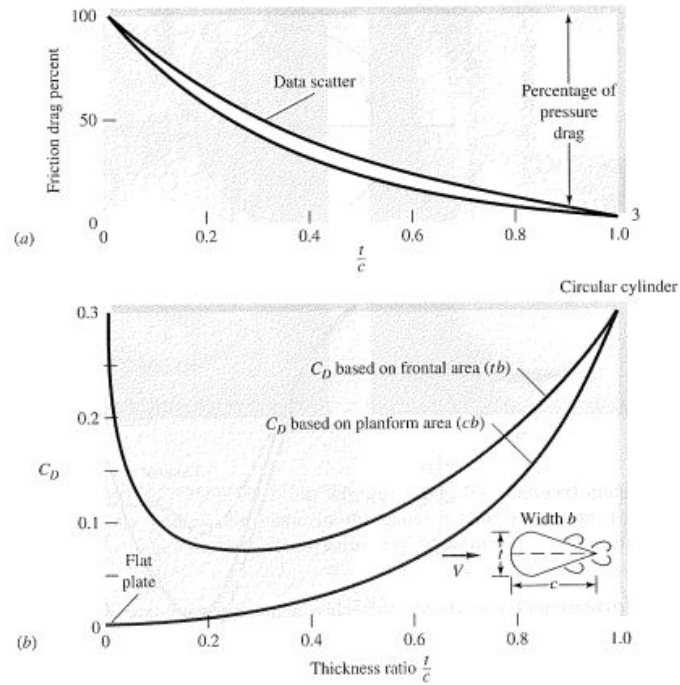 100
Friction drag percent
Data scatter
Percentage of
pressure
drag
50
0
3
(a)
0
0.2
0.4
0.6
0.8
1.0
t/c
Circular cylinder
0.3
C_D based on frontal area (tb)
0.2
C_D based on planform area (cb)
C_D
0.1
Width b
Flat
plate
t
V
c
0
(b)
0
0.2
0.4
0.6
0.8
1.0
Thickness ratio t/c